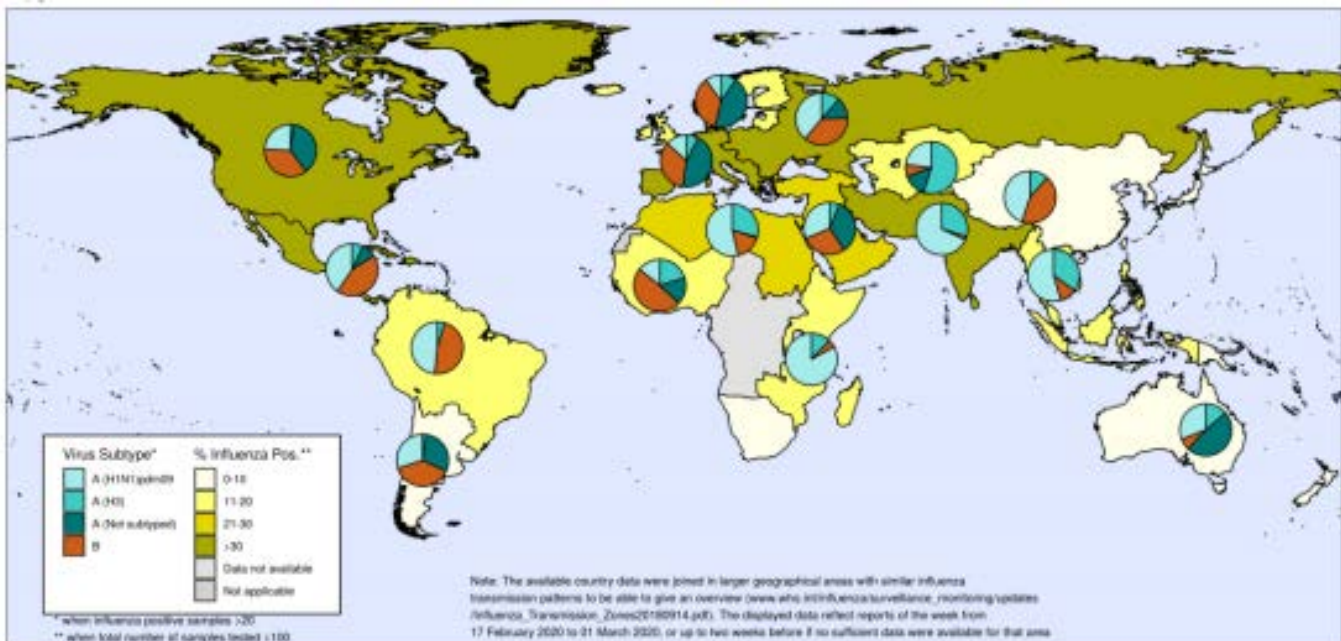 Virus Subtype*
A (H1N1)pdm09
A (H3)
A (Not subtyped)
B
% Influenza Pos.**
0-10
11-20
21-30
>30
Data not available
Not applicable
* when influenza positive samples >20
** when total number of samples tested >100
Note: The available country data were joined in larger geographical areas with similar influenza
transmission patterns to be able to give an overview (www.who.int/influenza/surveillance_monitoring/updates
/Influenza_Transmission_Zones20180914.pdf). The displayed data reflect reports of the week from
17 February 2020 to 01 March 2020, or up to two weeks before if no sufficient data were available for that area